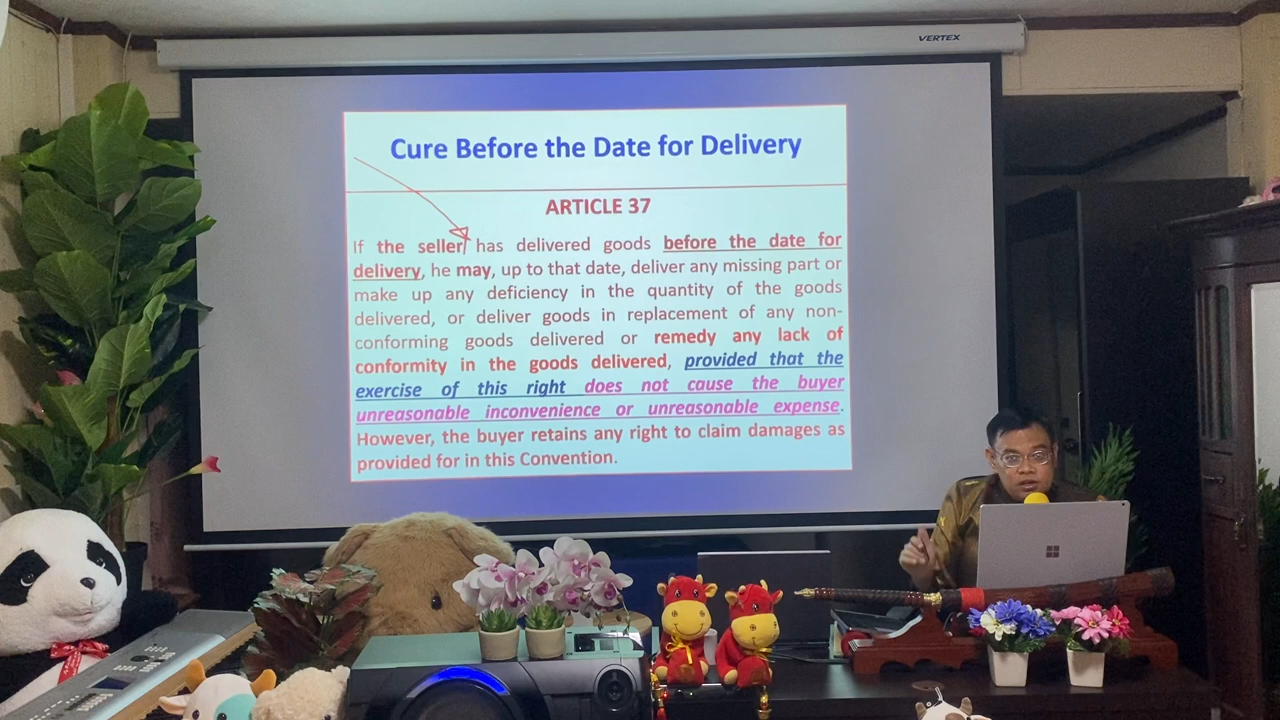 VERTEX
Cure Before the Date for Delivery
ARTICLE 37
If the seller has delivered goods before the date for
delivery, he may, up to that date, deliver any missing part or
make up any deficiency in the quantity of the goods
delivered, or deliver goods in replacement of any non-
conforming goods delivered or remedy any lack of
conformity in the goods delivered, provided that the
exercise of this right does not cause the buyer
unreasonable inconvenience or unreasonable expense.
However, the buyer retains any right to claim damages as
provided for in this Convention.